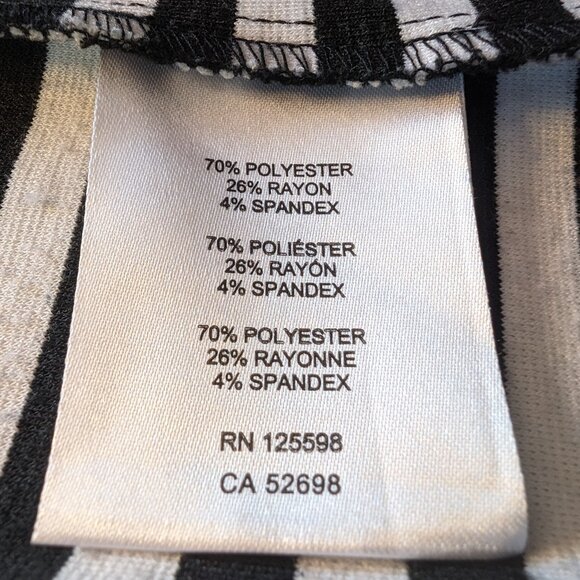 70% POLYESTER
26% RAYON
4% SPANDEX
70% POLIÉSTER
26% RAYÓN
4% SPANDEX
70% POLYESTER
26% RAYONNE
4% SPANDEX
RN 125598
CA 52698